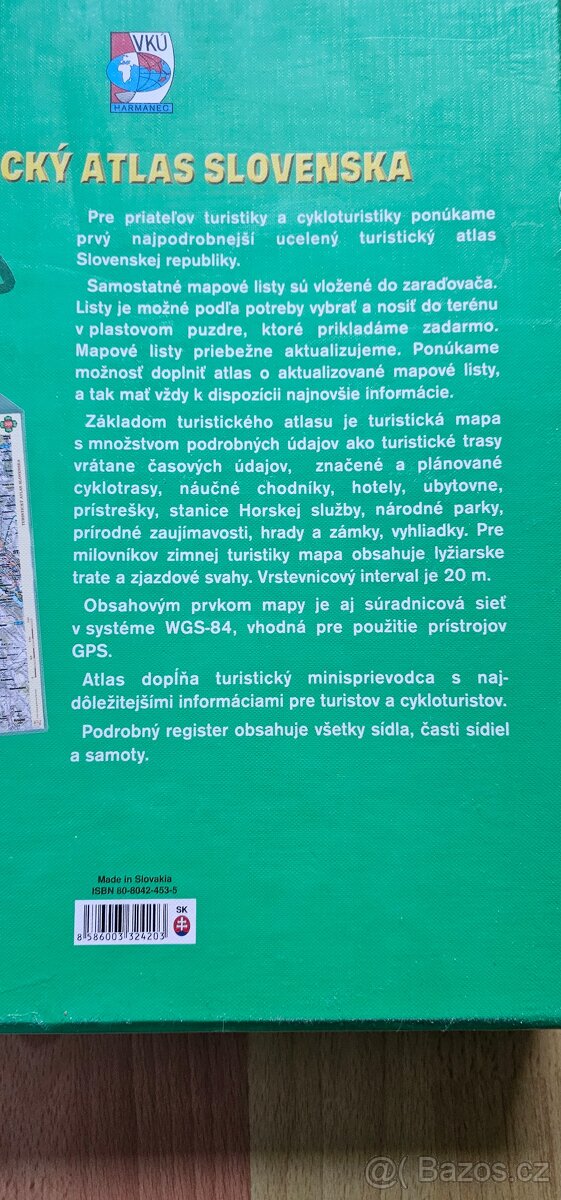 VKÚ
HARMANEC
CKÝ ATLAS SLOVENSKA
Pre priateľov turistiky a cykloturistiky ponúkame
prvý najpodrobnejší ucelený turistický atlas
Slovenskej republiky.
Samostatné mapové listy sú vložené do zaraďovača.
Listy je možné podľa potreby vybrať a nosiť do terénu
v plastovom puzdre, ktoré prikladáme zadarmo.
Mapové listy priebežne aktualizujeme. Ponúkame
možnosť doplniť atlas o aktualizované mapové listy,
a tak mať vždy k dispozícii najnovšie informácie.
Základom turistického atlasu je turistická mapa
s množstvom podrobných údajov ako turistické trasy
vrátane časových údajov, značené a plánované
cyklotrasy, náučné chodníky, hotely, ubytovne,
prístrešky, stanice Horskej služby, národné parky,
prírodné zaujímavosti, hrady a zámky, vyhliadky. Pre
milovníkov zimnej turistiky mapa obsahuje lyžiarske
trate a zjazdové svahy. Vrstevnicový interval je 20 m.
Obsahovým prvkom mapy je aj súradnicová sieť
v systéme WGS-84, vhodná pre použitie prístrojov
GPS.
Atlas dopĺňa turistický minisprievodca s naj-
dôležitejšími informáciami pre turistov a cykloturistov.
Podrobný register obsahuje všetky sídla, časti sídiel
a samoty.
TURISTICKÝ ATLAS SLOVENSKA
Made in Slovakia
ISBN 80-8042-453-5
SK
8 586003 324203
@ Bazoš.cz